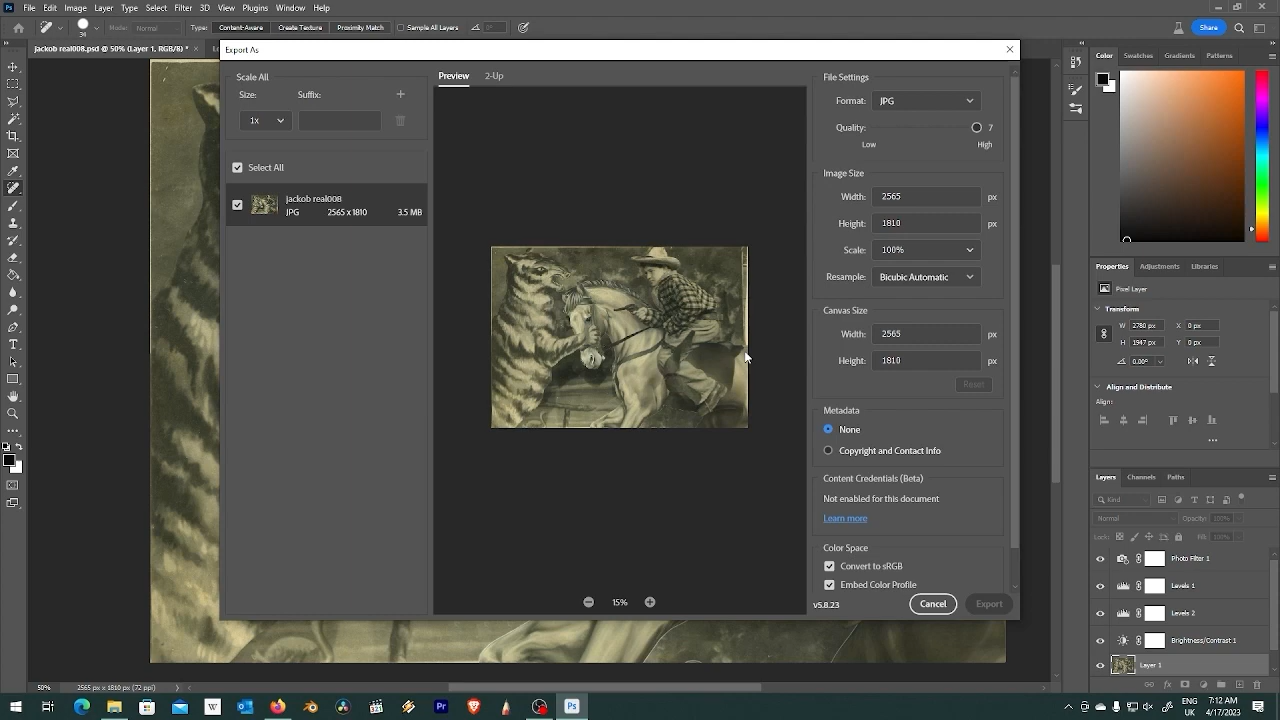 Ps File Edit Image Layer Type Select Filter 3D View Plugins Window Help
Mode: Normal Type: Content-Aware Create Texture Proximity Match Sample All Layers 0° Share
Jackob real008.psd @ 50% (Layer 1, RGB/8) *
Export As
Scale All
Size: Suffix:
1x
Select All
Jackob real008
JPG 2565 x 1810 3.5 MB
Preview 2-Up
15%
File Settings
Format: JPG
Quality: 7
Low High
Image Size
Width: 2565 px
Height: 1810 px
Scale: 100%
Resample: Bicubic Automatic
Canvas Size
Width: 2565
Height: 1810
Reset
Metadata
None
Copyright and Contact Info
Content Credentials (Beta)
Not enabled for this document
Learn more
Color Space
Convert to sRGB
Embed Color Profile
v5.8.23 Cancel Export
Color Swatches Gradients Patterns
Properties Adjustments Libraries
Pixel Layer
Transform
W X 0 px
H Y 0 px
0.00°
Align and Distribute
Align:
Layers Channels Paths
Kind
Normal Opacity: 100%
Lock: Fill: 100%
Photo Filter 1
Levels 1
Levels 2
Brightness/Contrast 1
Layer 1
50% 2565 px x 1810 px (72 ppi)
W Pr Ps
ENG 7:12 AM
UK 4/17/2023